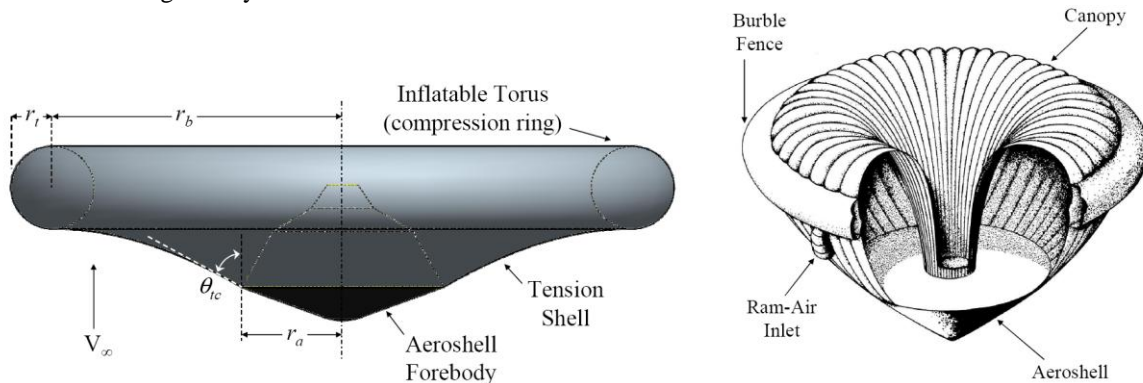 r_t
r_b
Inflatable Torus
(compression ring)
θ_tc
r_a
V_∞
Tension
Shell
Aeroshell
Forebody
Burble
Fence
Canopy
Ram-Air
Inlet
Aeroshell